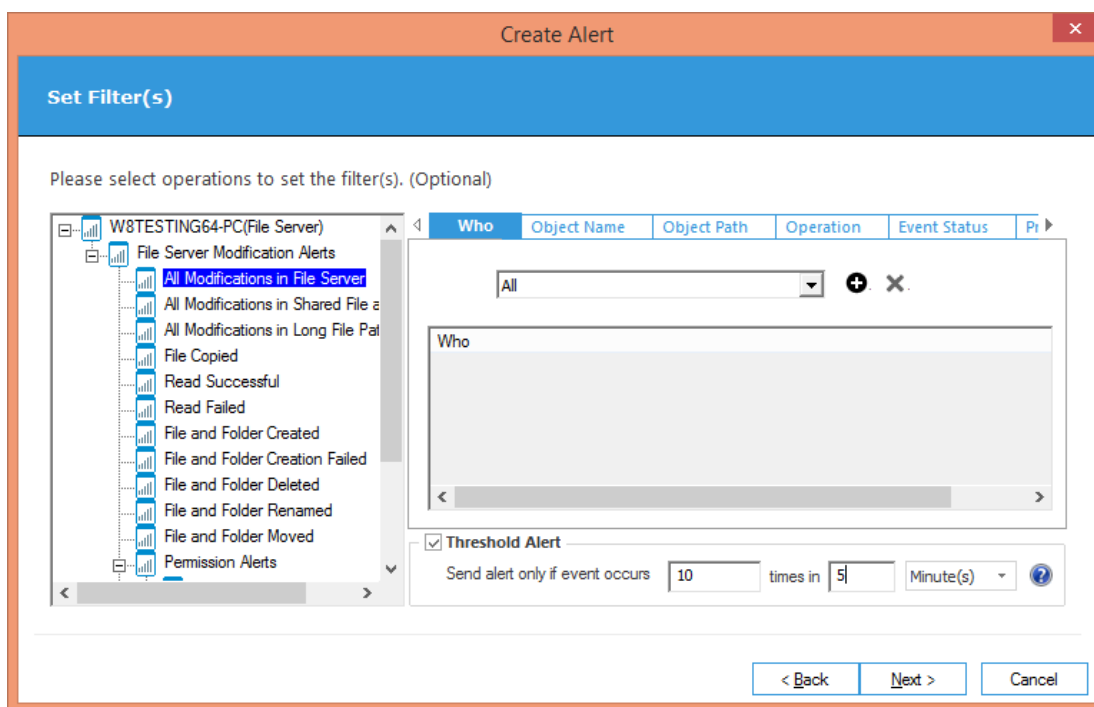 Create Alert
Set Filter(s)
Please select operations to set the filter(s). (Optional)
W8TESTING64-PC(File Server)
File Server Modification Alerts
All Modifications in File Server
All Modifications in Shared File a
All Modifications in Long File Pat
File Copied
Read Successful
Read Failed
File and Folder Created
File and Folder Creation Failed
File and Folder Deleted
File and Folder Renamed
File and Folder Moved
Permission Alerts
Who Object Name Object Path Operation Event Status
All
Who
Threshold Alert
Send alert only if event occurs 10 times in 5 Minute(s)
< Back Next > Cancel